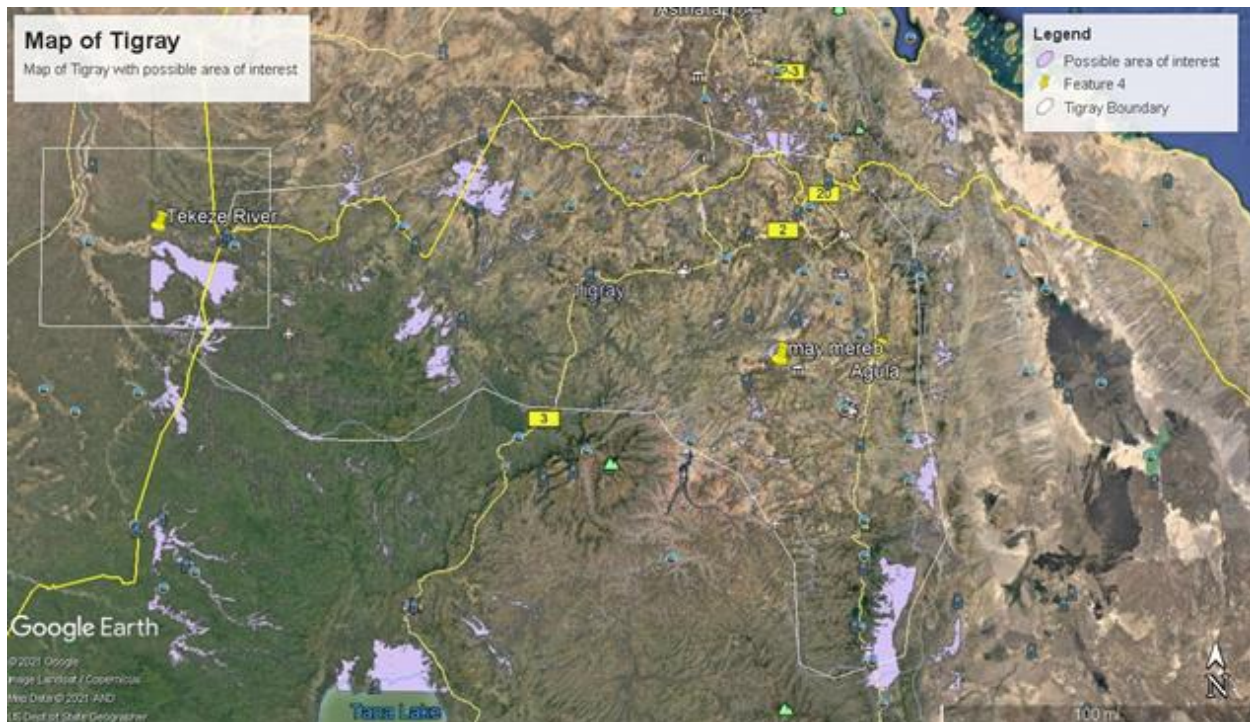 Map of Tigray
Map of Tigray with possible area of interest
Legend
Possible area of interest
Feature 4
Tigray Boundary
P-3
Tekeze River
20
2
Tigray
may mereb
Agula
3
Google Earth
© 2021 Google
Image Landsat / Copernicus
Map Data © 2021 AND
US Dept of State Geographer
Tana Lake
100 mi
N